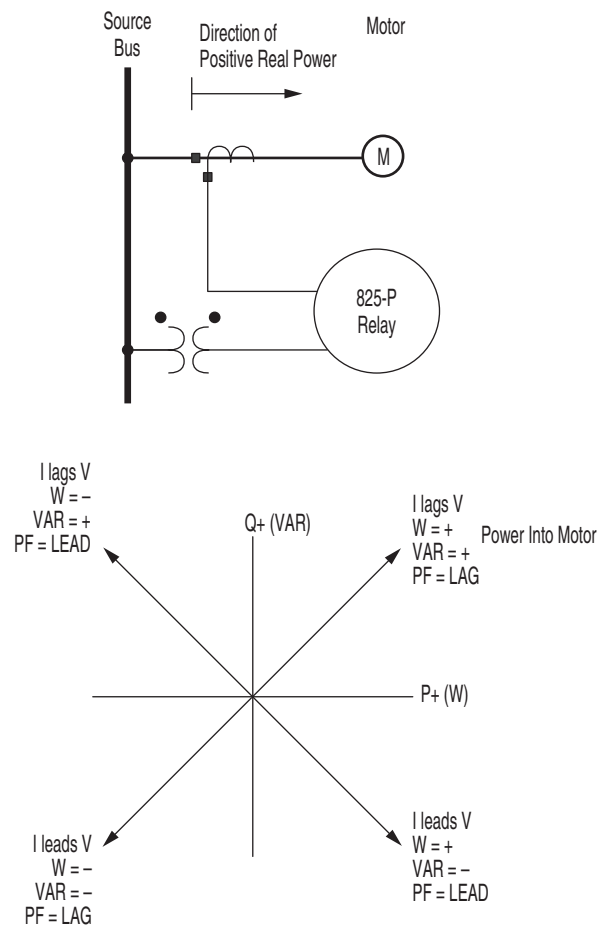 Source
Bus
Direction of
Positive Real Power
Motor
M
825-P
Relay
I lags V
W = –
VAR = +
PF = LEAD
Q+ (VAR)
I lags V
W = +
VAR = +
PF = LAG
Power Into Motor
P+ (W)
I leads V
W = –
VAR = –
PF = LAG
I leads V
W = +
VAR = –
PF = LEAD